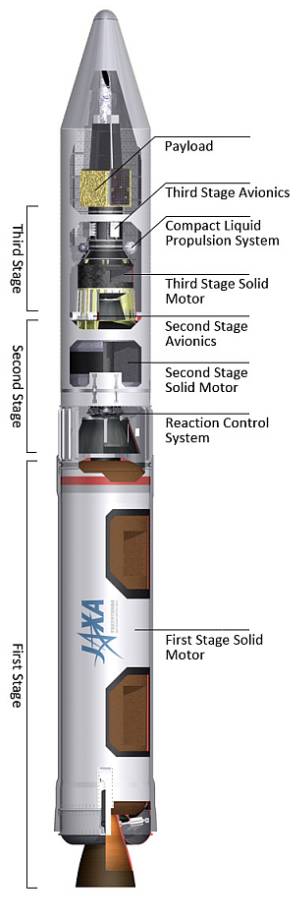 Payload
Third Stage Avionics
Compact Liquid
Propulsion System
Third Stage
Third Stage Solid
Motor
Second Stage
Avionics
Second Stage
Second Stage
Solid Motor
Reaction Control
System
First Stage
JAXA
First Stage Solid
Motor